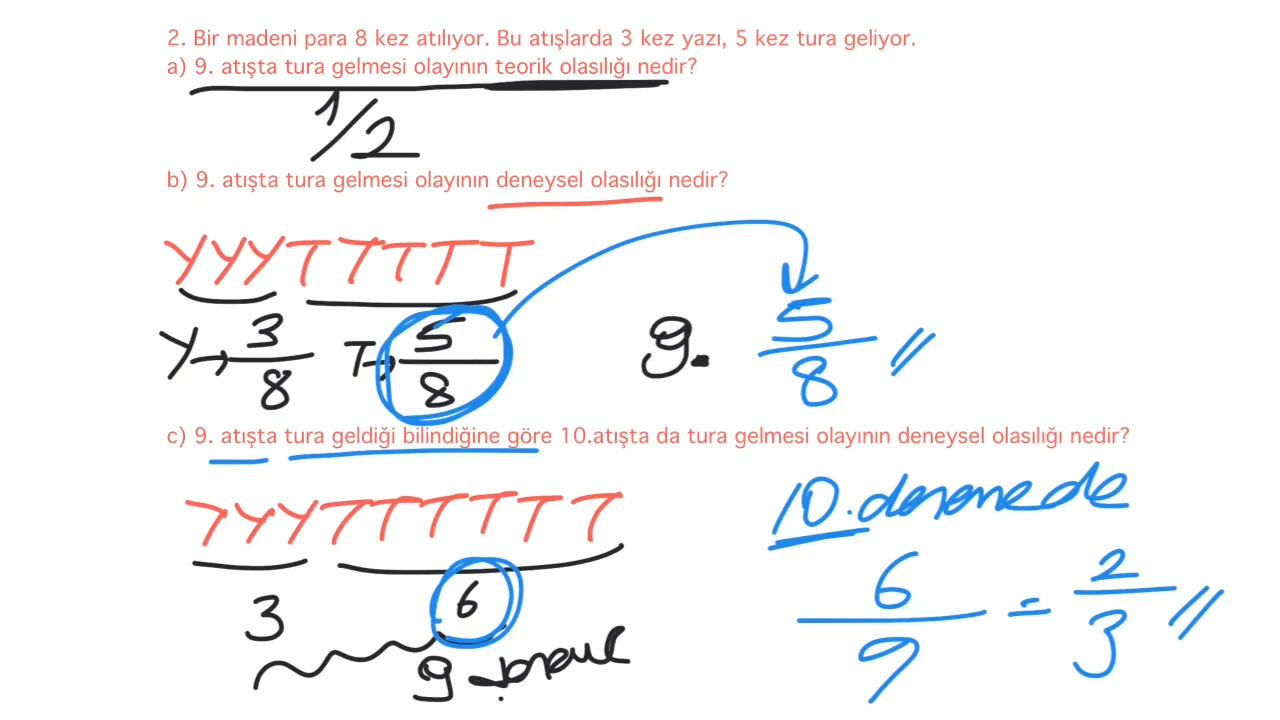 2. Bir madeni para 8 kez atılıyor. Bu atışlarda 3 kez yazı, 5 kez tura geliyor.
a) 9. atışta tura gelmesi olayının teorik olasılığı nedir?
1/2
b) 9. atışta tura gelmesi olayının deneysel olasılığı nedir?
YYYTTTTT
Y→ 3/8 T→ 5/8 9. 5/8 //
c) 9. atışta tura geldiği bilindiğine göre 10.atışta da tura gelmesi olayının deneysel olasılığı nedir?
10. denemede
YYYTTTTTT
3 6
6/9 = 2/3 //
9